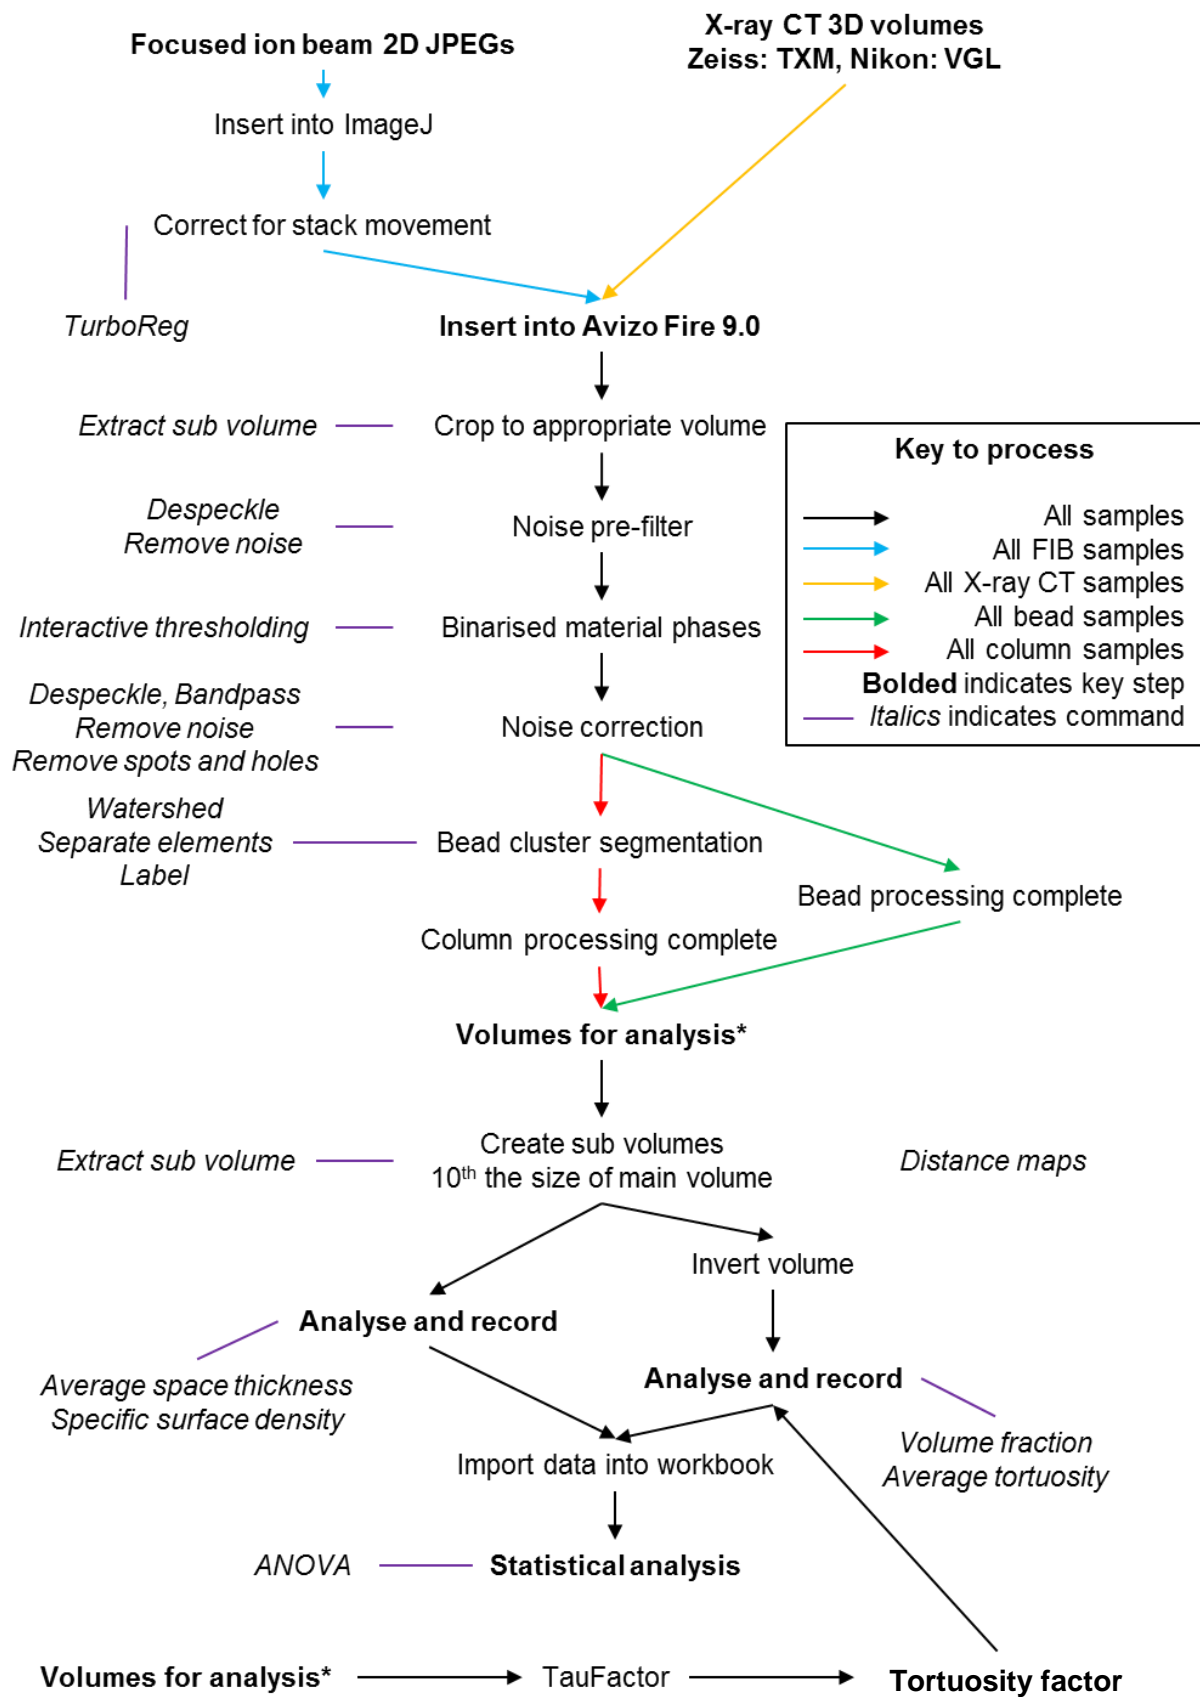 Focused ion beam 2D JPEGs
X-ray CT 3D volumes
Zeiss: TXM, Nikon: VGL
Insert into ImageJ
Correct for stack movement
TurboReg
Insert into Avizo Fire 9.0
Extract sub volume
Crop to appropriate volume
Despeckle
Remove noise
Noise pre-filter
Interactive thresholding
Binarised material phases
Despeckle, Bandpass
Remove noise
Remove spots and holes
Noise correction
Key to process
All samples
All FIB samples
All X-ray CT samples
All bead samples
All column samples
Bolded indicates key step
Italics indicates command
Watershed
Separate elements
Label
Bead cluster segmentation
Bead processing complete
Column processing complete
Volumes for analysis*
Extract sub volume
Create sub volumes
10th the size of main volume
Distance maps
Invert volume
Analyse and record
Average space thickness
Specific surface density
Analyse and record
Volume fraction
Average tortuosity
Import data into workbook
ANOVA
Statistical analysis
Volumes for analysis*
TauFactor
Tortuosity factor